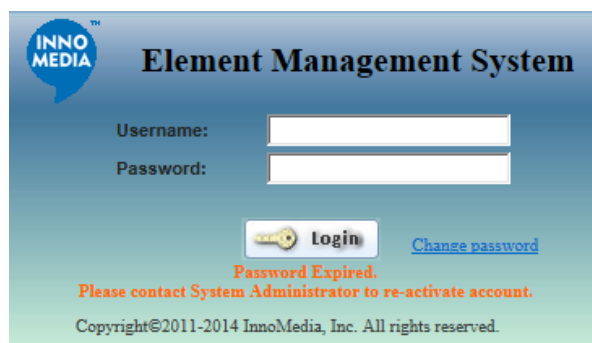 INNO
MEDIA
TM
Element Management System
Username:
Password:
Login
Change password
Password Expired.
Please contact System Administrator to re-activate account.
Copyright©2011-2014 InnoMedia, Inc. All rights reserved.